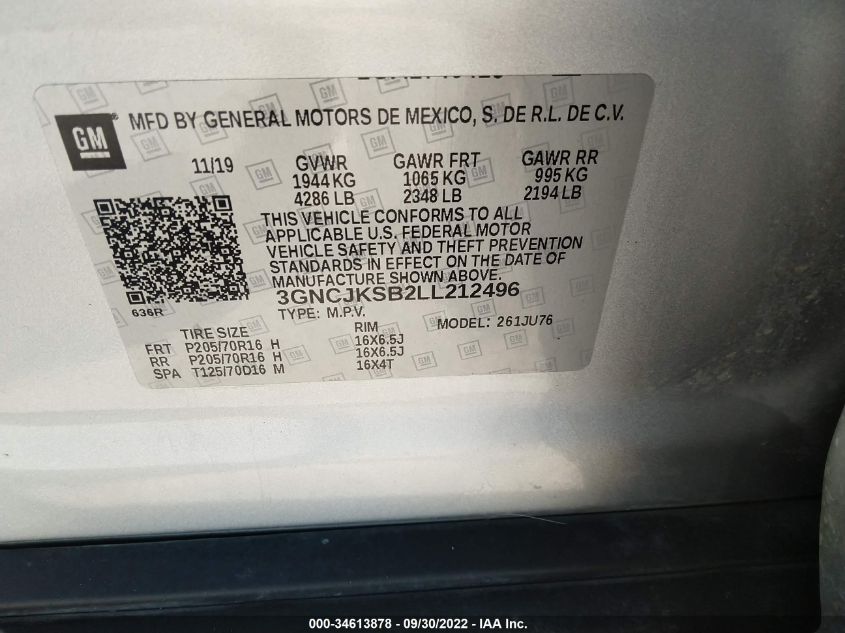 GM
MFD BY GENERAL MOTORS DE MEXICO, S. DE R.L. DE C.V.
11/19 GVWR GAWR FRT GAWR RR
1944 KG 1065 KG 995 KG
4286 LB 2348 LB 2194 LB
THIS VEHICLE CONFORMS TO ALL
APPLICABLE U.S. FEDERAL MOTOR
VEHICLE SAFETY AND THEFT PREVENTION
STANDARDS IN EFFECT ON THE DATE OF
MANUFACTURE SHOWN ABOVE.
3GNCJKSB2LL212496
636R
TYPE: M.P.V. MODEL: 261JU76
TIRE SIZE RIM
FRT P205/70R16 H 16X6.5J
RR P205/70R16 H 16X6.5J
SPA T125/70D16 M 16X4T
000-34613878 - 09/30/2022 - IAA Inc.